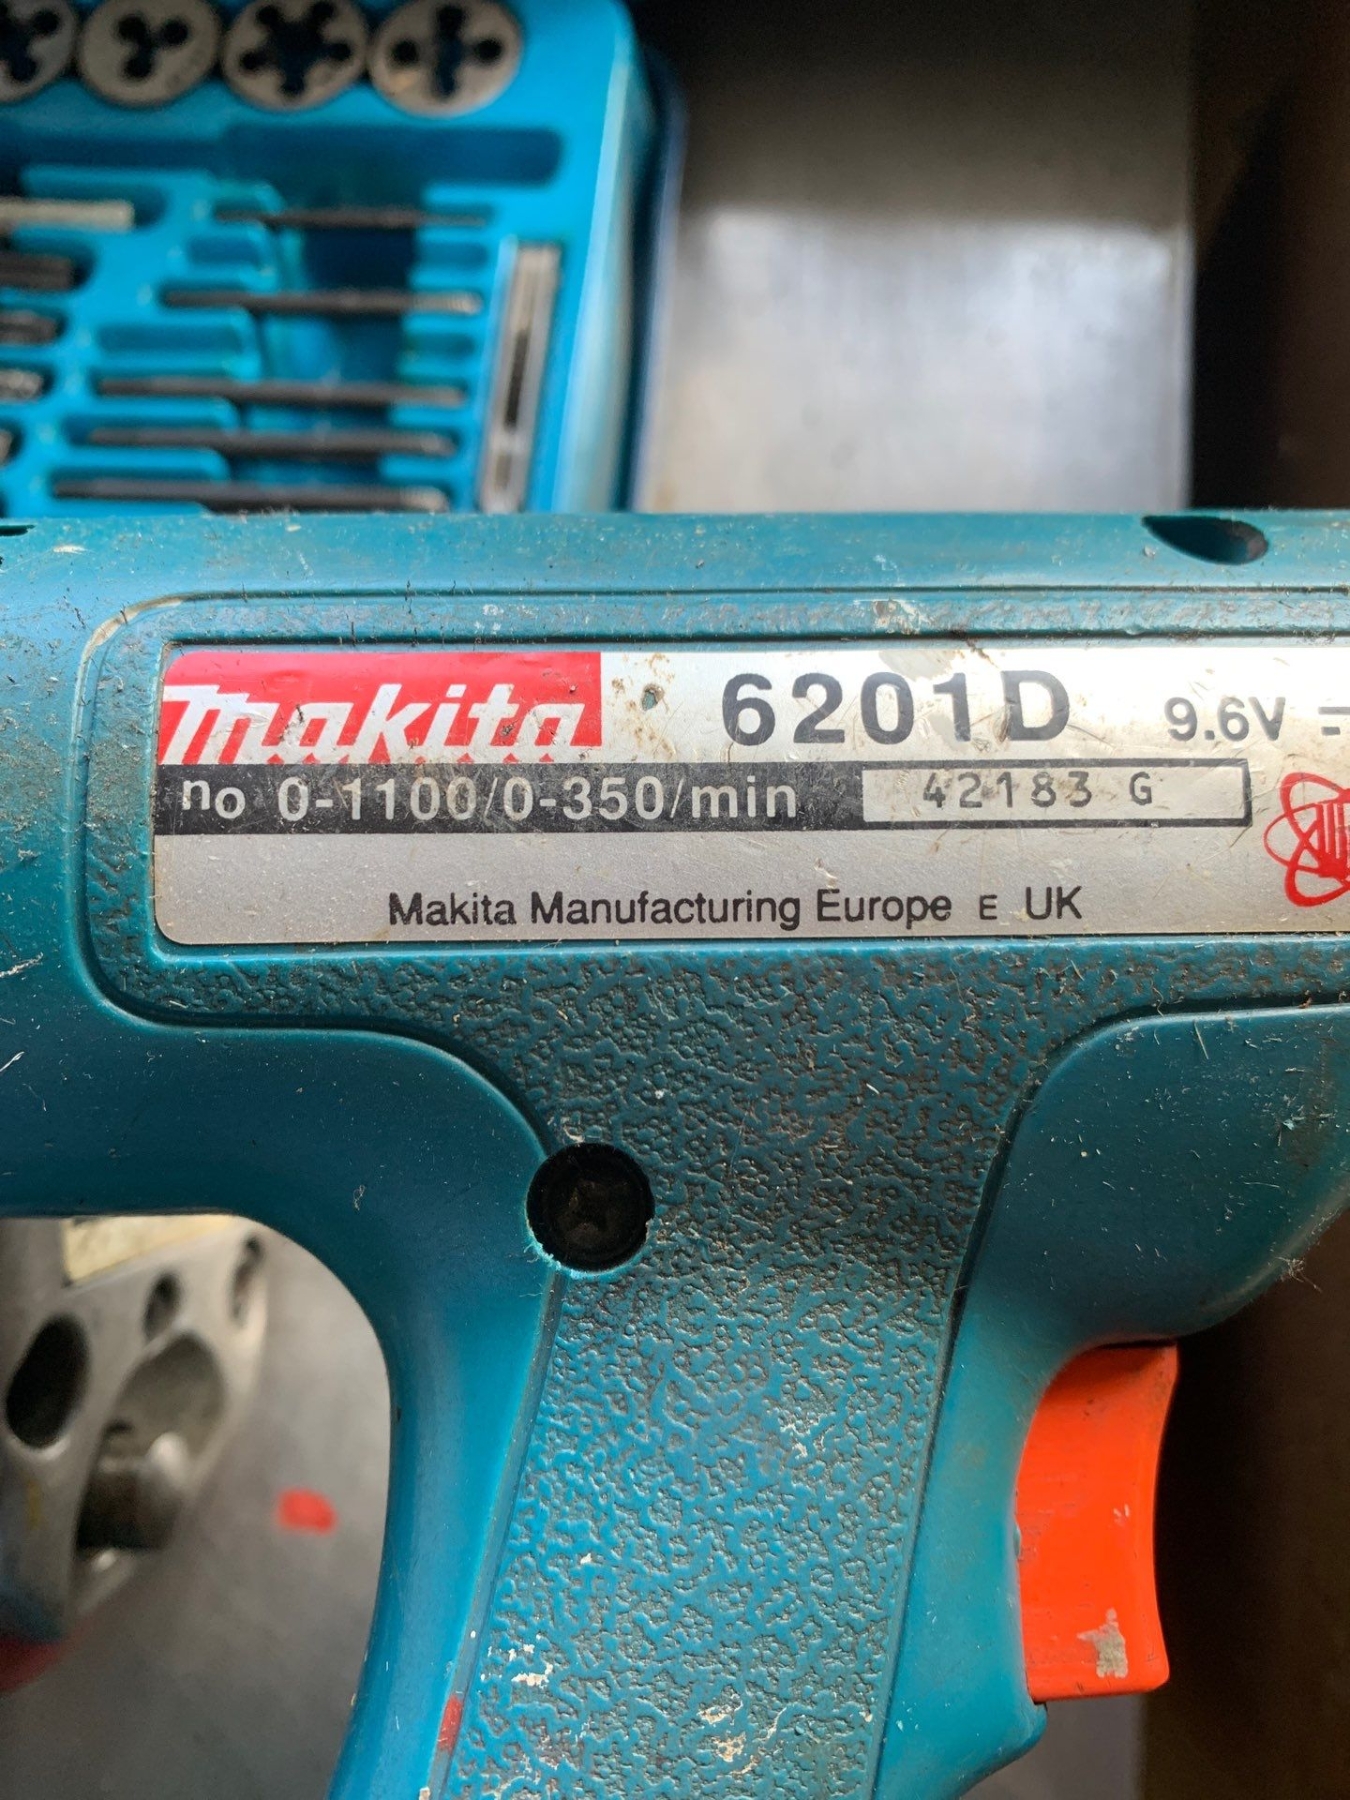 makita 6201D 9.6V ⎓
no 0-1100/0-350/min 42183 G
Makita Manufacturing Europe E UK